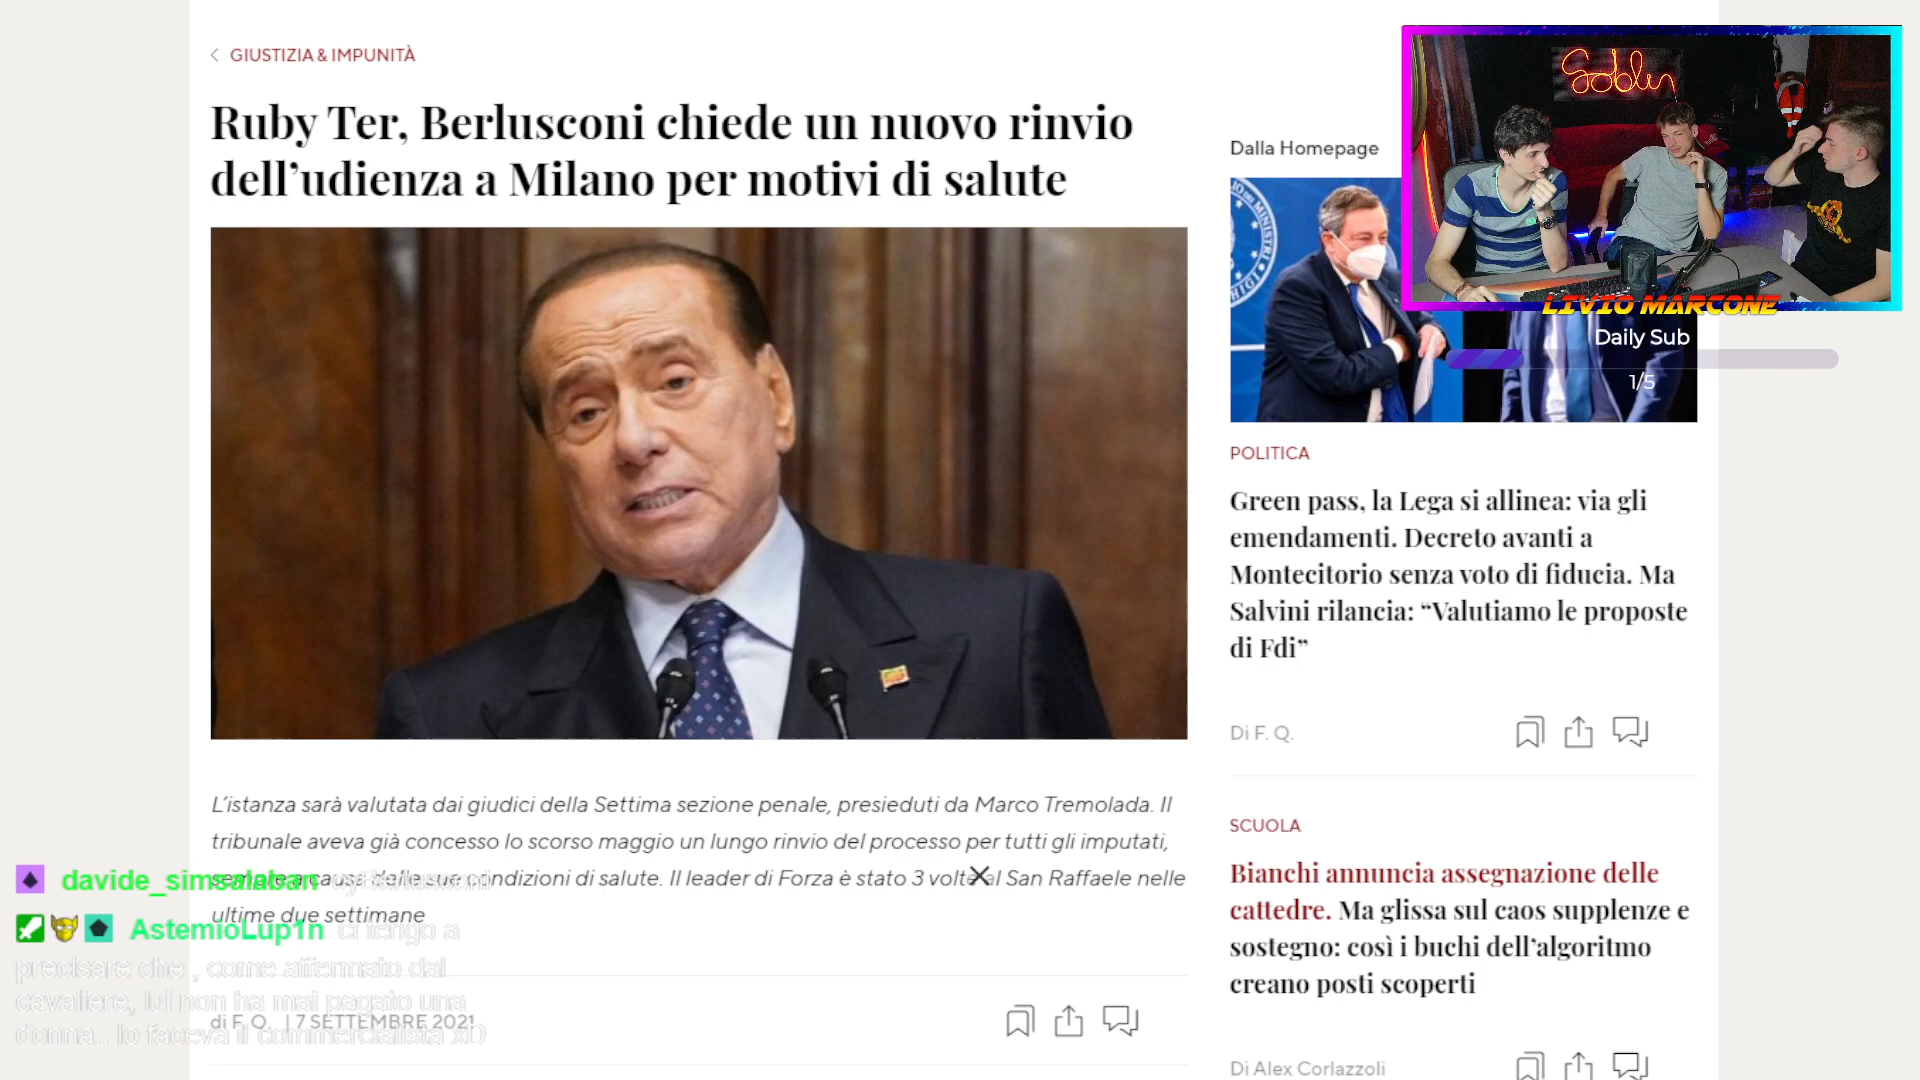 GIUSTIZIA & IMPUNITÀ
Ruby Ter, Berlusconi chiede un nuovo rinvio
dell’udienza a Milano per motivi di salute
L’istanza sarà valutata dai giudici della Settima sezione penale, presieduti da Marco Tremolada. Il
tribunale aveva già concesso lo scorso maggio un lungo rinvio del processo per tutti gli imputati,
sempre a causa delle sue condizioni di salute. Il leader di Forza è stato 3 volte al San Raffaele nelle
ultime due settimane
di F. Q. | 7 SETTEMBRE 2021
davide_simsalaban
AstemioLup1n ci tengo a
precisare che , come affermato dal
cavaliere, lui non ha mai pagato una
donna... lo faceva il commercialista xD
Dalla Homepage
Goblin
LIVIO MARCONE
Daily Sub
1/5
POLITICA
Green pass, la Lega si allinea: via gli
emendamenti. Decreto avanti a
Montecitorio senza voto di fiducia. Ma
Salvini rilancia: “Valutiamo le proposte
di Fdi”
Di F. Q.
SCUOLA
Bianchi annuncia assegnazione delle
cattedre. Ma glissa sul caos supplenze e
sostegno: così i buchi dell’algoritmo
creano posti scoperti
Di Alex Corlazzoli